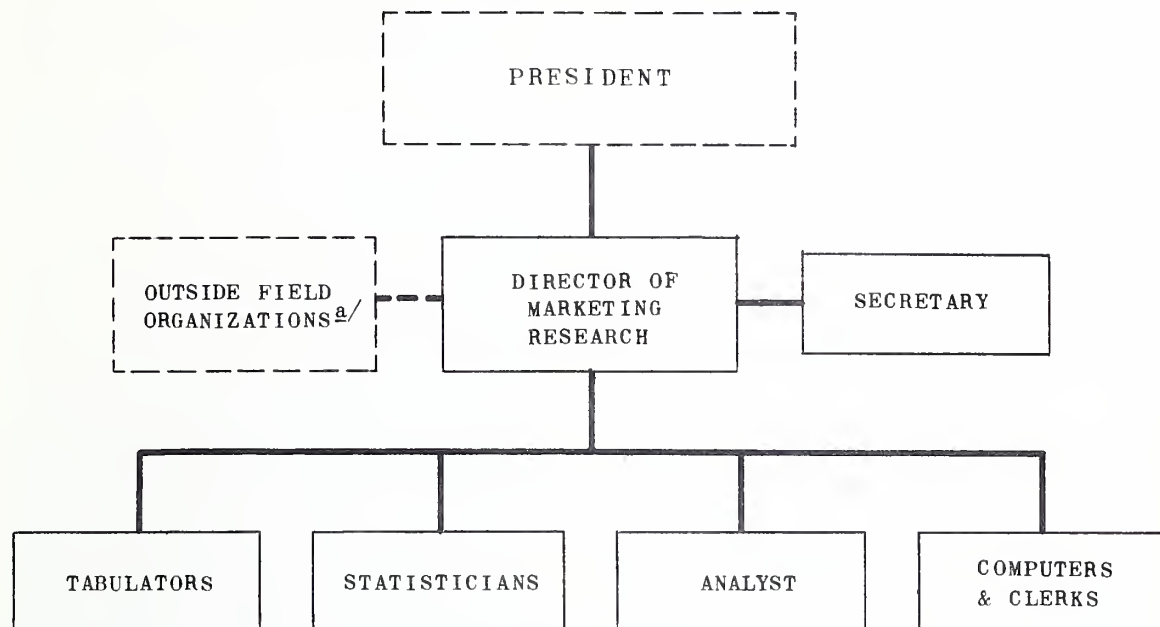 PRESIDENT
OUTSIDE FIELD
ORGANIZATIONS a/
DIRECTOR OF
MARKETING
RESEARCH
SECRETARY
TABULATORS
STATISTICIANS
ANALYST
COMPUTERS
& CLERKS